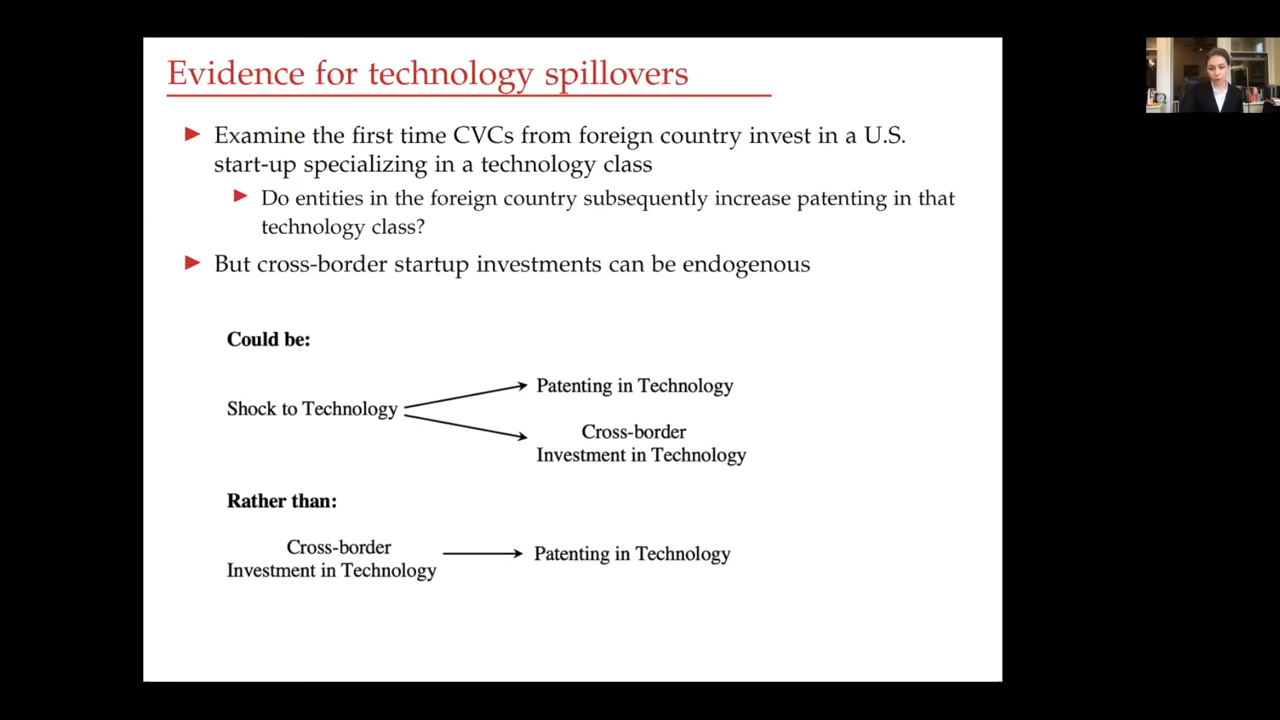 Evidence for technology spillovers
Examine the first time CVCs from foreign country invest in a U.S.
start-up specializing in a technology class
Do entities in the foreign country subsequently increase patenting in that
technology class?
But cross-border startup investments can be endogenous
Could be:
Patenting in Technology
Shock to Technology
Cross-border
Investment in Technology
Rather than:
Cross-border
Investment in Technology
Patenting in Technology